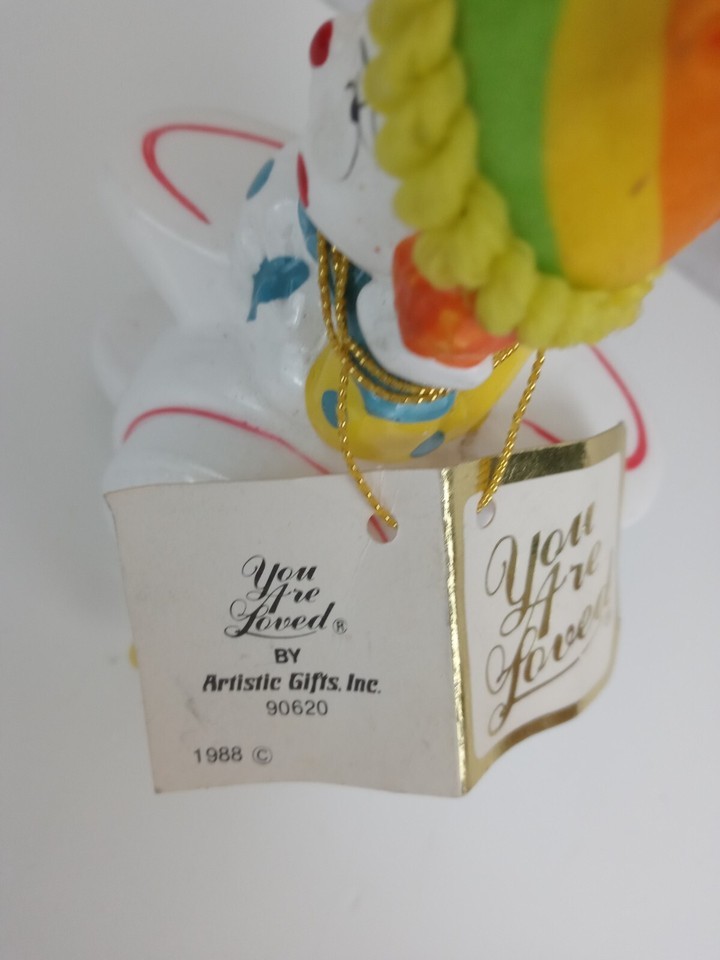 You
Are
Loved®
BY
Artistic Gifts, Inc.
90620
1988 ©
You
Are
Loved